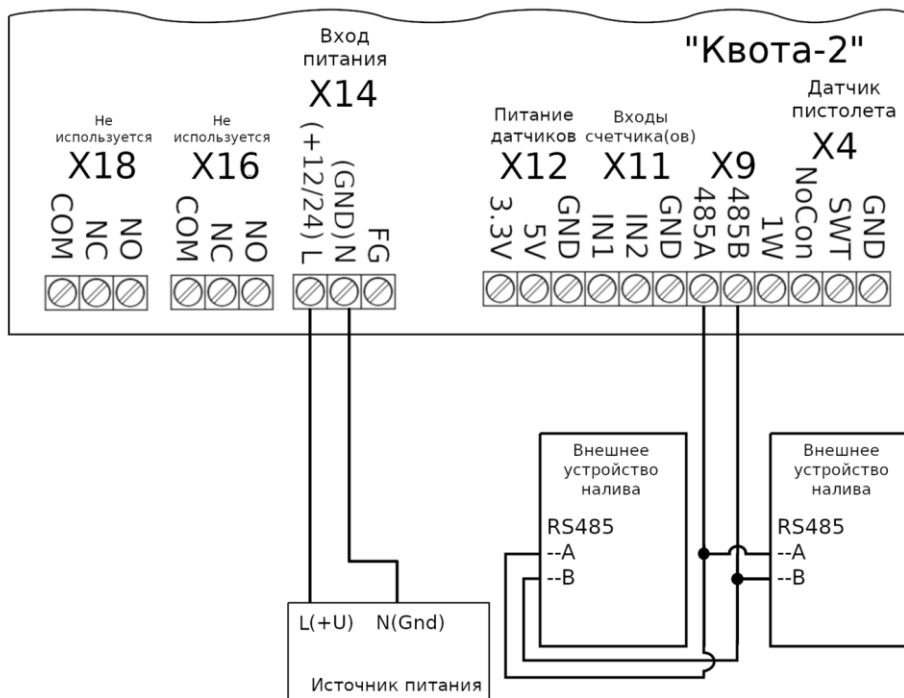 "Квота-2"
Вход
питания
X14
Не
используется
X18
Не
используется
X16
Питание
датчиков
X12
Входы
счетчика(ов)
X11
X9
Датчик
пистолета
X4
COM
NC
NO
COM
NC
NO
(+12/24) L
(GND) N
FG
3.3V
5V
GND
IN1
IN2
GND
485A
485B
1W
NoCon
SWT
GND
Внешнее
устройство
налива
RS485
--A
--B
Внешнее
устройство
налива
RS485
--A
--B
L(+U) N(Gnd)
Источник питания